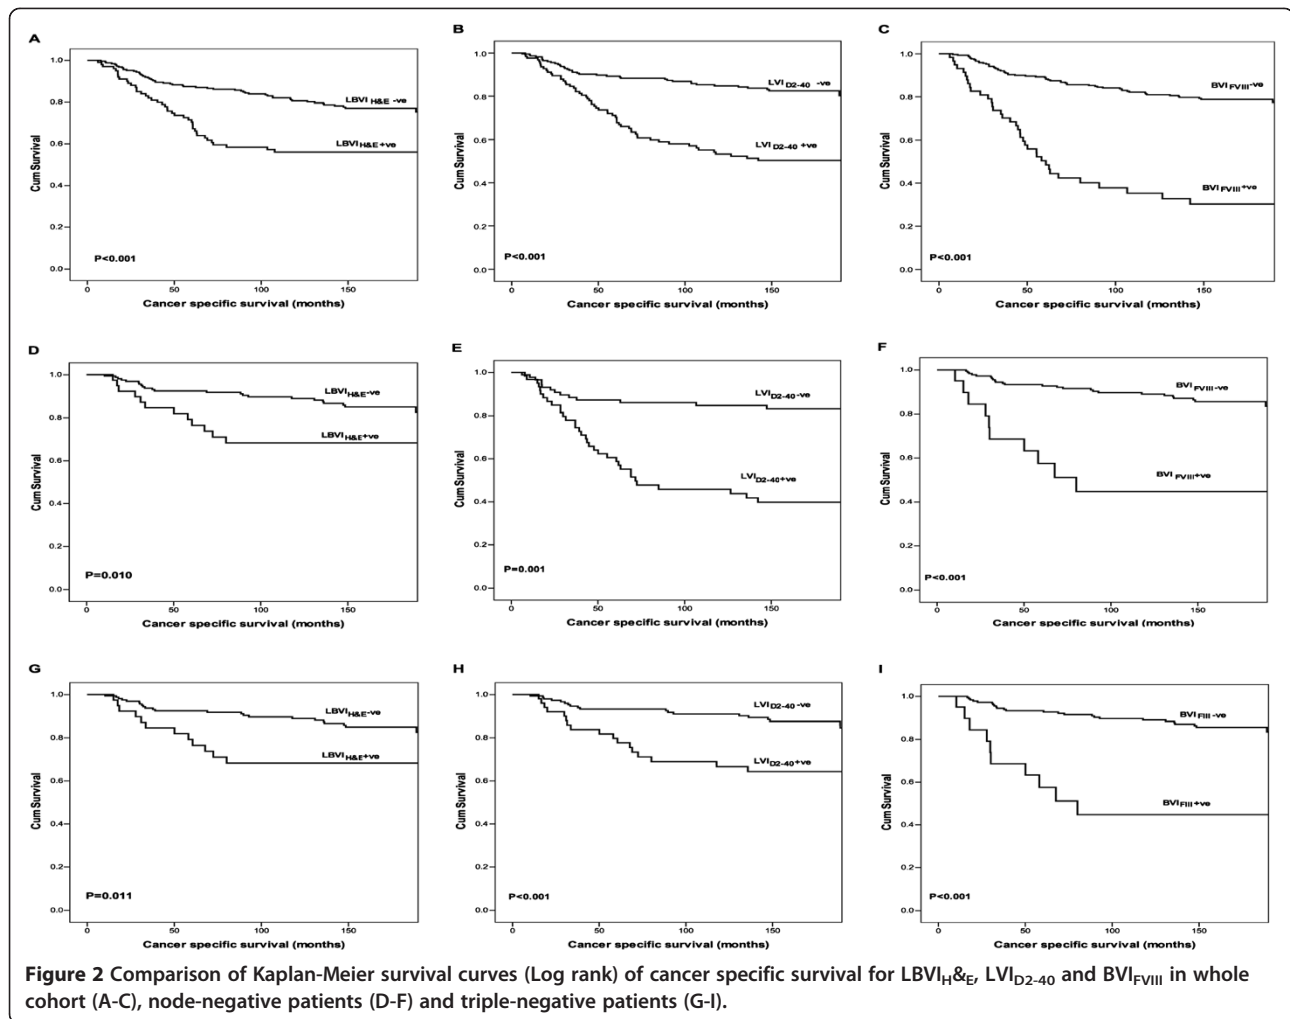 A
1.0
0.8
0.6
0.4
0.2
0.0
Cum Survival
LBVI H&E -ve
LBVI H&E+ve
P<0.001
0 50 100 150
Cancer specific survival (months)
B
1.0
0.8
0.6
0.4
0.2
0.0
Cum Survival
LVI D2-40 -ve
LVI D2-40 +ve
P<0.001
0 50 100 150
Cancer specific survival (months)
C
1.0
0.8
0.6
0.4
0.2
0.0
Cum Survival
BVI FVIII-ve
BVI FVIII+ve
P<0.001
0 50 100 150
Cancer specific survival (months)
D
1.0
0.8
0.6
0.4
0.2
0.0
Cum Survival
LBVI H&E-ve
LBVI H&E+ve
P=0.010
0 50 100 150
Cancer specific survival (months)
E
1.0
0.8
0.6
0.4
0.2
0.0
Cum Survival
LVI D2-40-ve
LVI D2-40+ve
P=0.001
0 50 100 150
Cancer specific survival (months)
F
1.0
0.8
0.6
0.4
0.2
0.0
Cum Survival
BVI FVIII-ve
BVI FVIII+ve
P<0.001
0 50 100 150
Cancer specific survival (months)
G
1.0
0.8
0.6
0.4
0.2
0.0
Cum Survival
LBVI H&E-ve
LBVI H&E+ve
P=0.011
0 50 100 150
Cancer specific survival (months)
H
1.0
0.8
0.6
0.4
0.2
0.0
Cum Survival
LVI D2-40-ve
LVI D2-40+ve
P<0.001
0 50 100 150
Cancer specific survival (months)
I
1.0
0.8
0.6
0.4
0.2
0.0
Cum Survival
BVI FIII-ve
BVI FIII+ve
P<0.001
0 50 100 150
Cancer specific survival (months)
Figure 2 Comparison of Kaplan-Meier survival curves (Log rank) of cancer specific survival for LBVIH&E, LVID2-40 and BVIFVIII in whole
cohort (A-C), node-negative patients (D-F) and triple-negative patients (G-I).